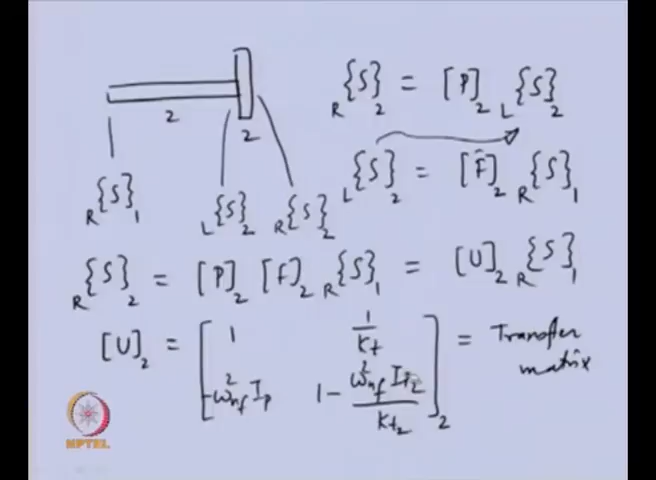 R{S}2 = [P]2 L{S}2
2
2
L{S}2 = [F]2 R{S}1
R{S}1
L{S}2
R{S}2
R{S}2 = [P]2 [F]2 R{S}1 = [U]2 R{S}1
[U]2 = [1 1/Kt
-ω²nf Ip 1 - ω²nf Ip2/Kt2]2 = Transfer
matrix
NPTEL